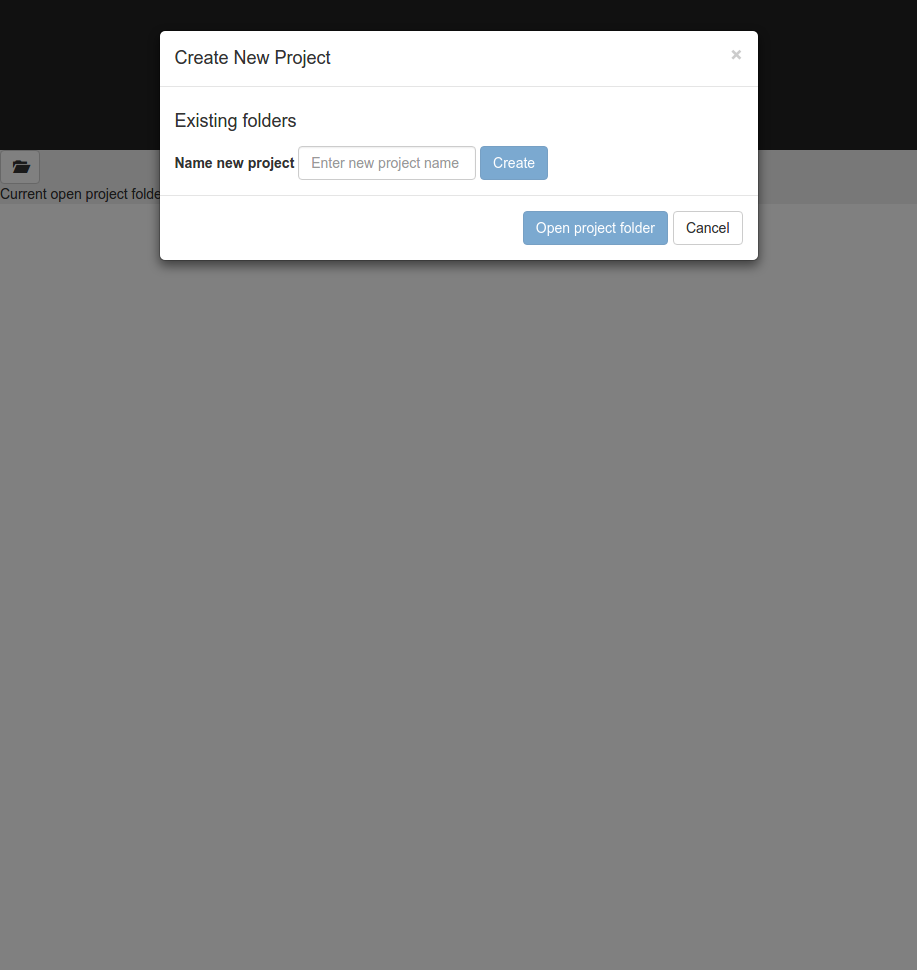 Create New Project ×
Existing folders
Name new project Enter new project name Create
Current open project folde
Open project folder Cancel